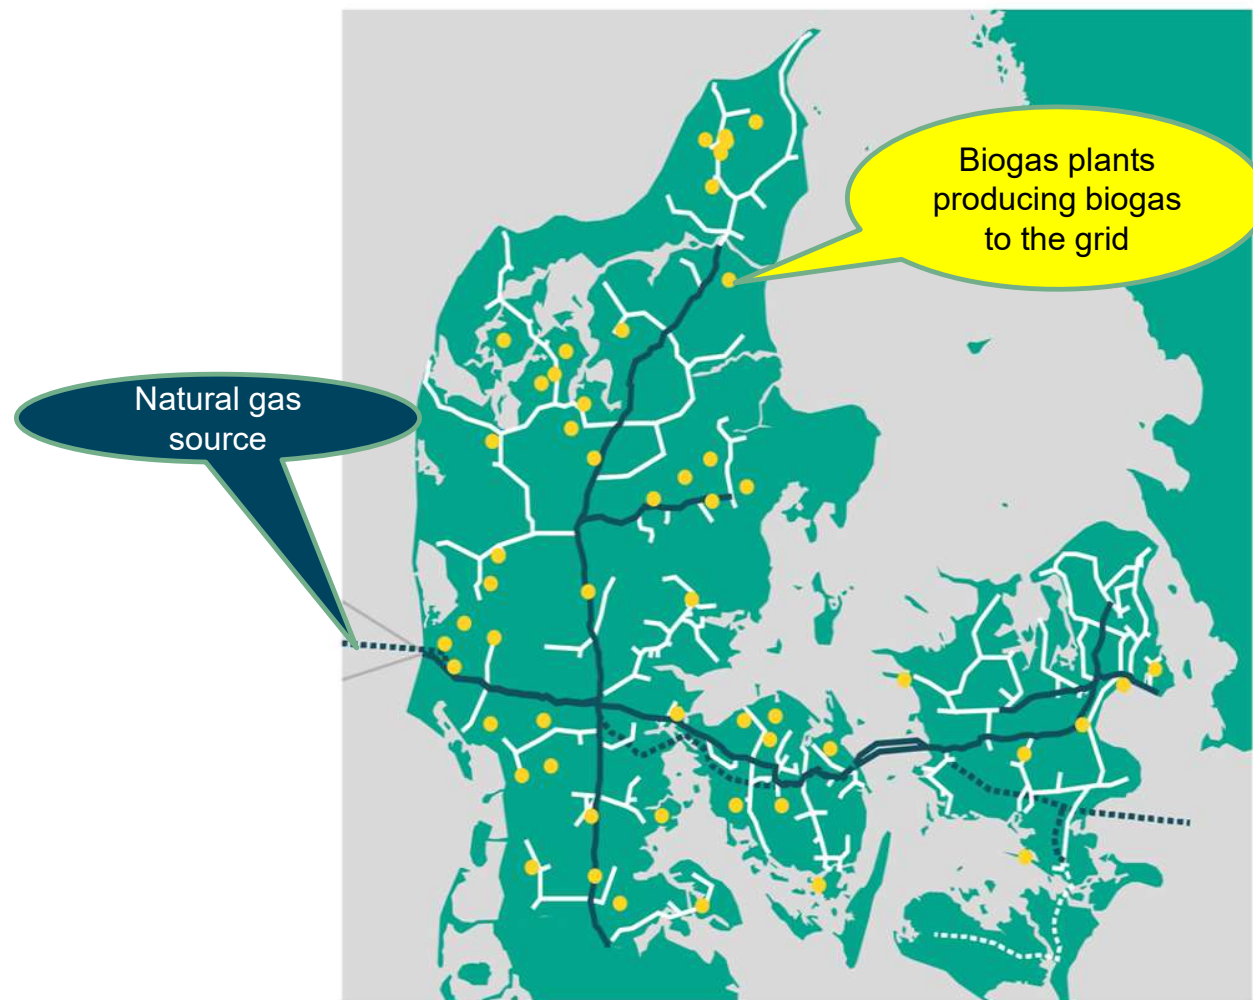 Biogas plants
producing biogas
to the grid
Natural gas
source